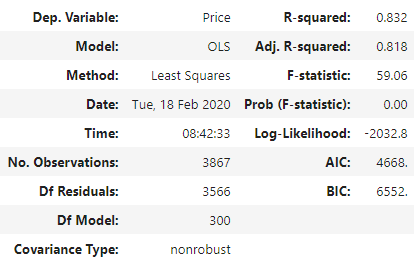 Dep. Variable: Price R-squared: 0.832
Model: OLS Adj. R-squared: 0.818
Method: Least Squares F-statistic: 59.06
Date: Tue, 18 Feb 2020 Prob (F-statistic): 0.00
Time: 08:42:33 Log-Likelihood: -2032.8
No. Observations: 3867 AIC: 4668.
Df Residuals: 3566 BIC: 6552.
Df Model: 300
Covariance Type: nonrobust